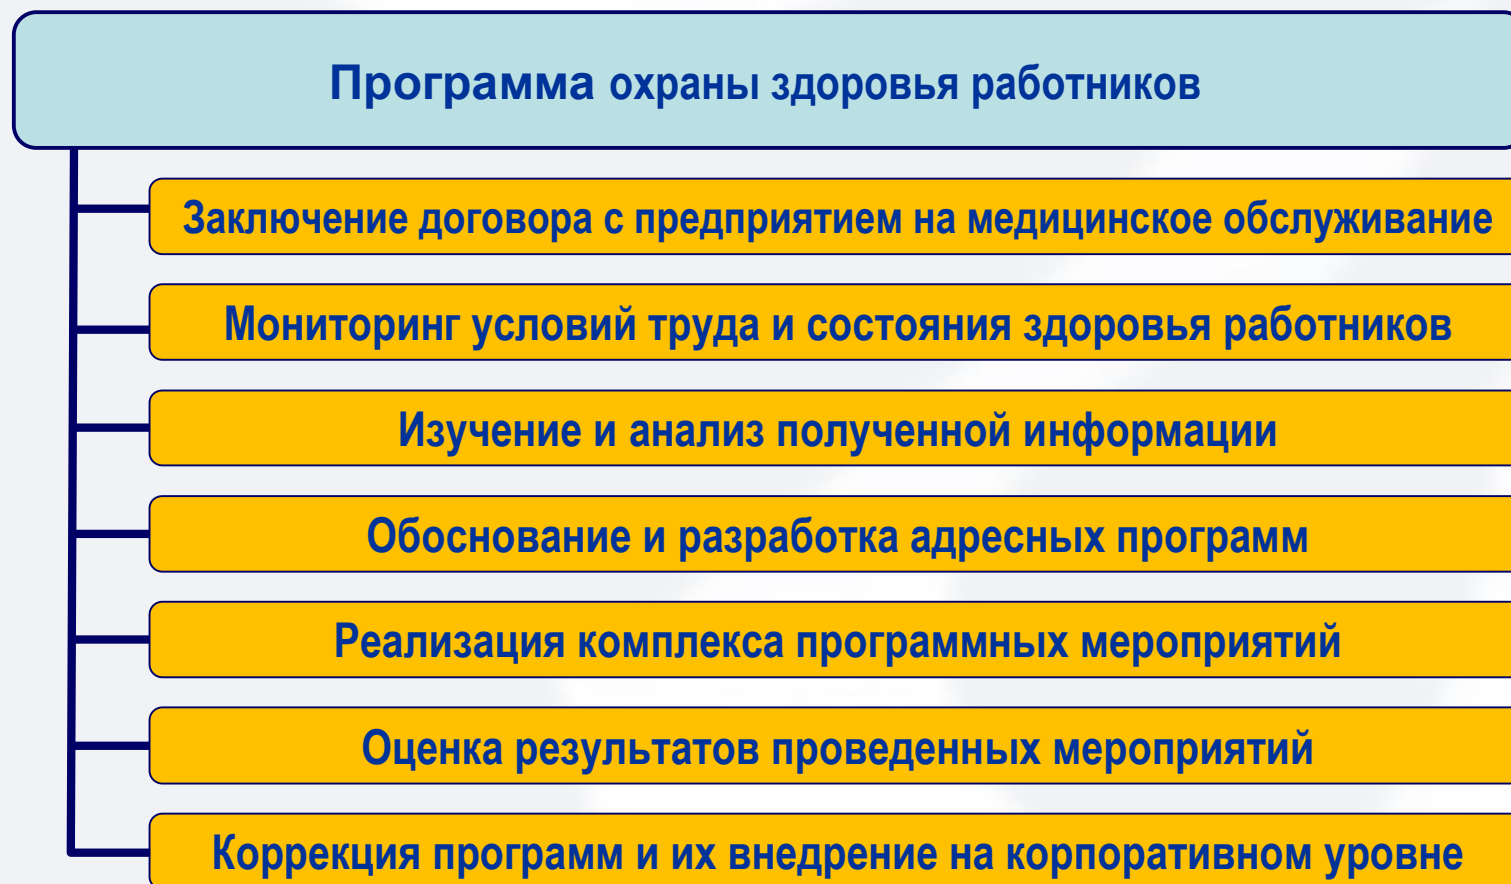 Программа охраны здоровья работников
Заключение договора с предприятием на медицинское обслуживание
Мониторинг условий труда и состояния здоровья работников
Изучение и анализ полученной информации
Обоснование и разработка адресных программ
Реализация комплекса программных мероприятий
Оценка результатов проведенных мероприятий
Коррекция программ и их внедрение на корпоративном уровне